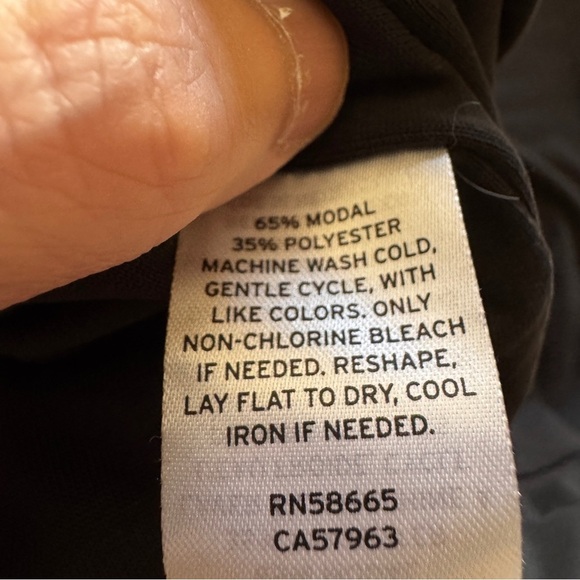 65% MODAL
35% POLYESTER
MACHINE WASH COLD,
GENTLE CYCLE, WITH
LIKE COLORS. ONLY
NON-CHLORINE BLEACH
IF NEEDED. RESHAPE,
LAY FLAT TO DRY, COOL
IRON IF NEEDED.
RN58665
CA57963